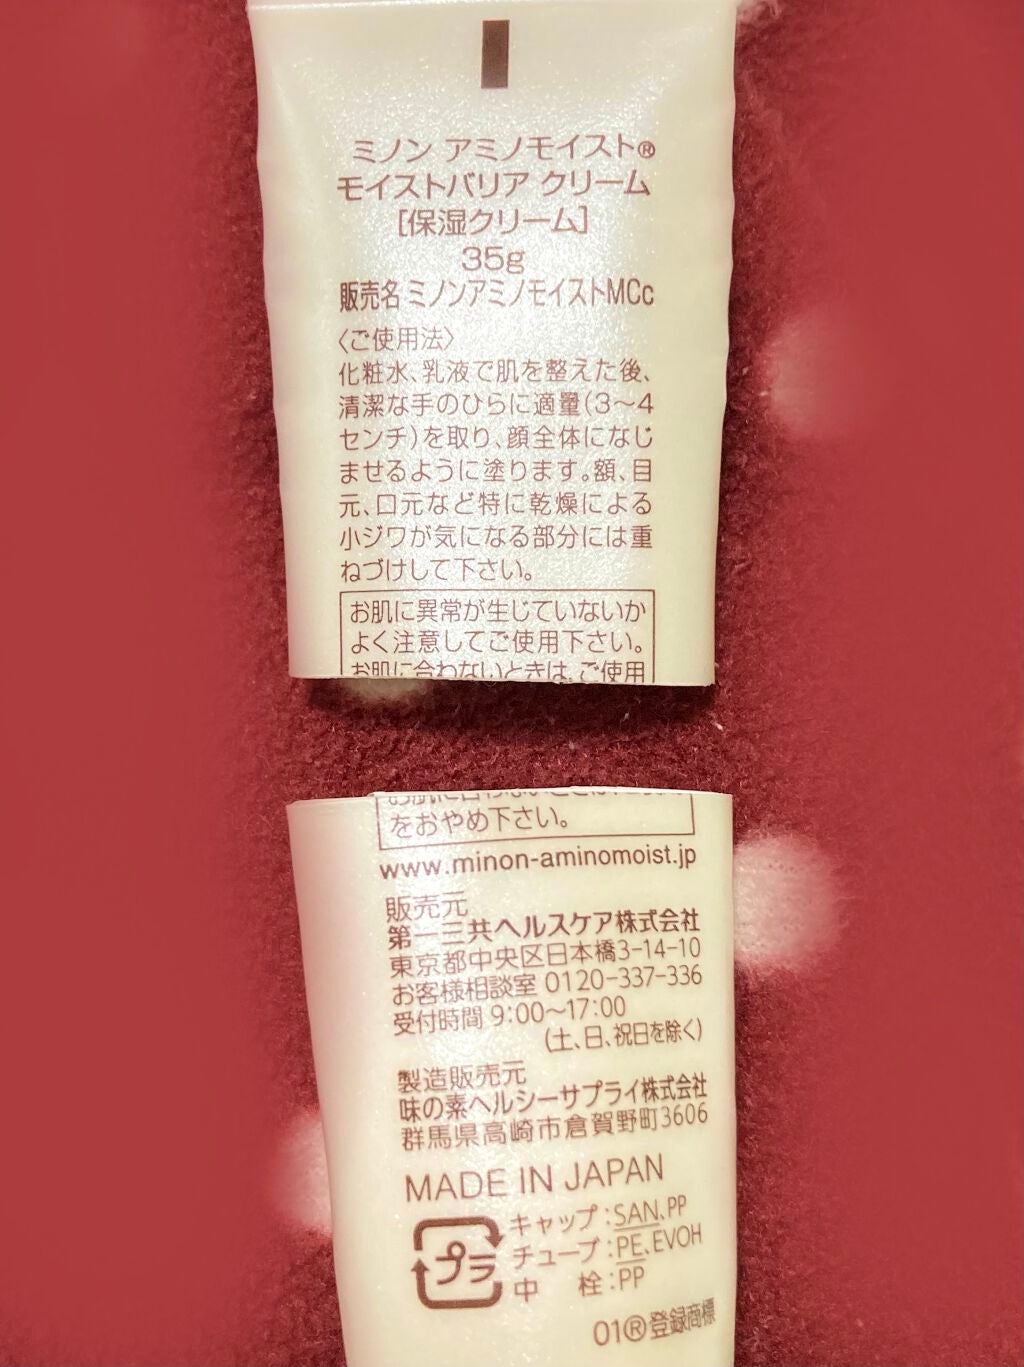 ミノン アミノモイスト®
モイストバリア クリーム
[保湿クリーム]
35g
販売名 ミノンアミノモイストMCc
〈ご使用法〉
化粧水、乳液で肌を整えた後、
清潔な手のひらに適量(3〜4
センチ)を取り、顔全体になじ
ませるように塗ります。額、目
元、口元など特に乾燥による
小ジワが気になる部分には重
ねづけして下さい。
お肌に異常が生じていないか
よく注意してご使用下さい。
お肌に合わないときは、ご使用
をおやめ下さい。
www.minon-aminomoist.jp
販売元
第一三共ヘルスケア株式会社
東京都中央区日本橋3-14-10
お客様相談室 0120-337-336
受付時間 9:00〜17:00
(土、日、祝日を除く)
製造販売元
味の素ヘルシーサプライ株式会社
群馬県高崎市倉賀野町3606
MADE IN JAPAN
プラ
キャップ:SAN、PP
チューブ:PE、EVOH
中 栓:PP
01®登録商標